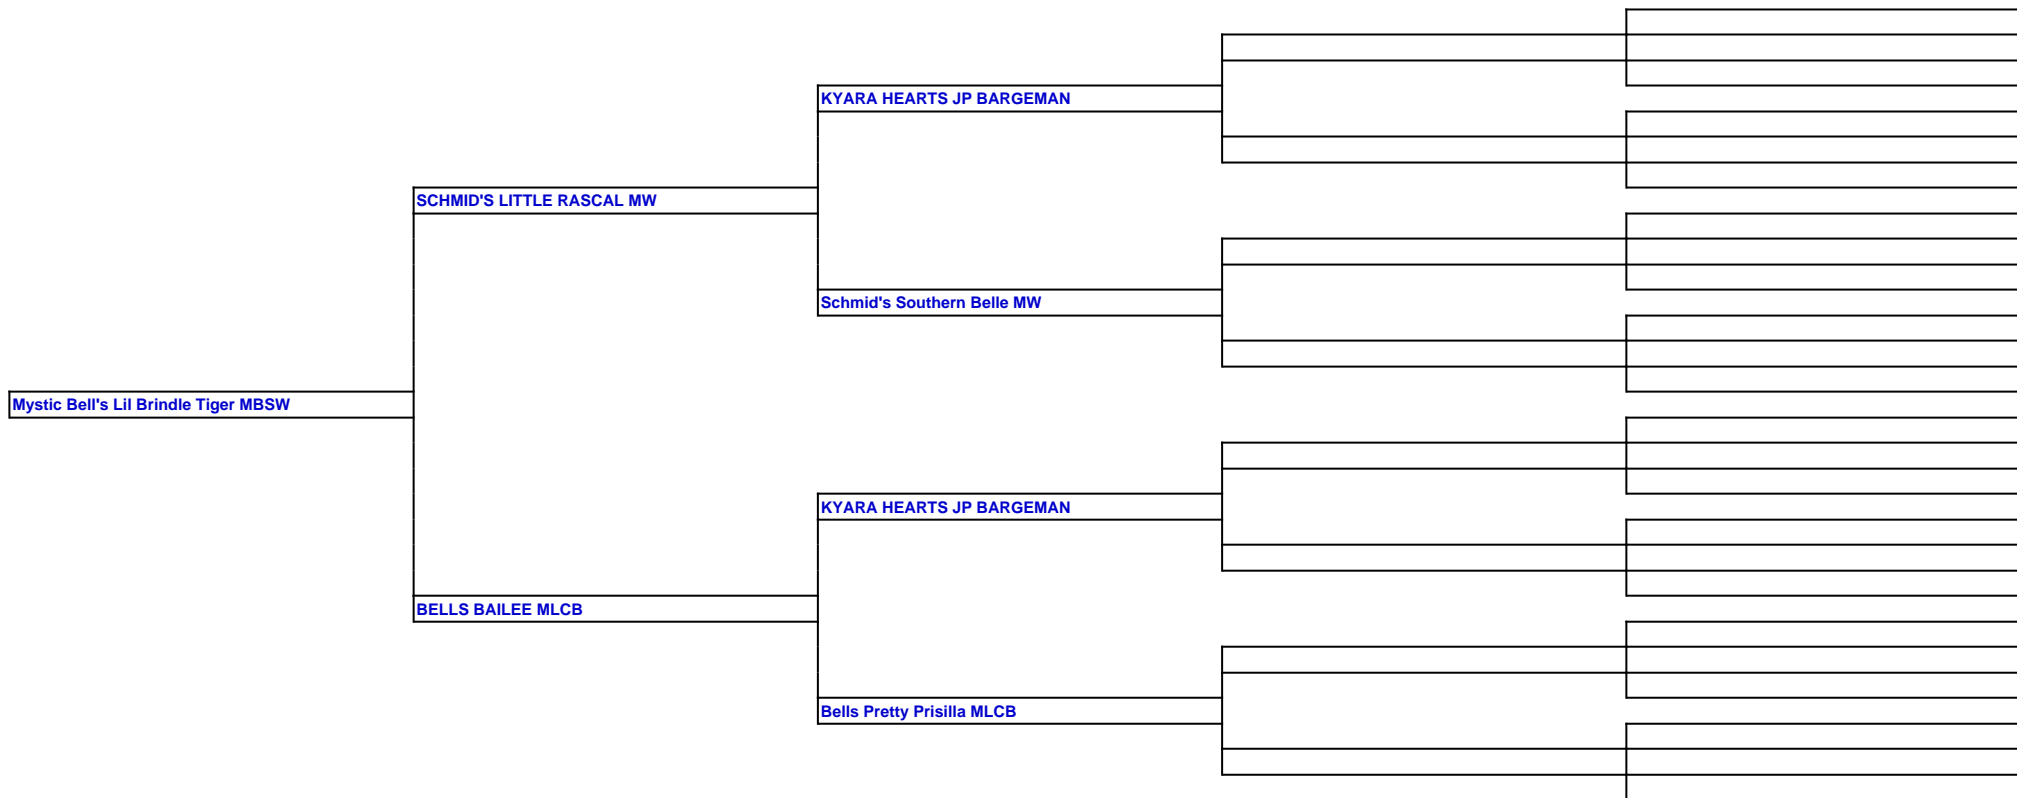 KYARA HEARTS JP BARGEMAN
SCHMID'S LITTLE RASCAL MW
Schmid's Southern Belle MW
Mystic Bell's Lil Brindle Tiger MBSW
KYARA HEARTS JP BARGEMAN
BELLS BAILEE MLCB
Bells Pretty Prisilla MLCB